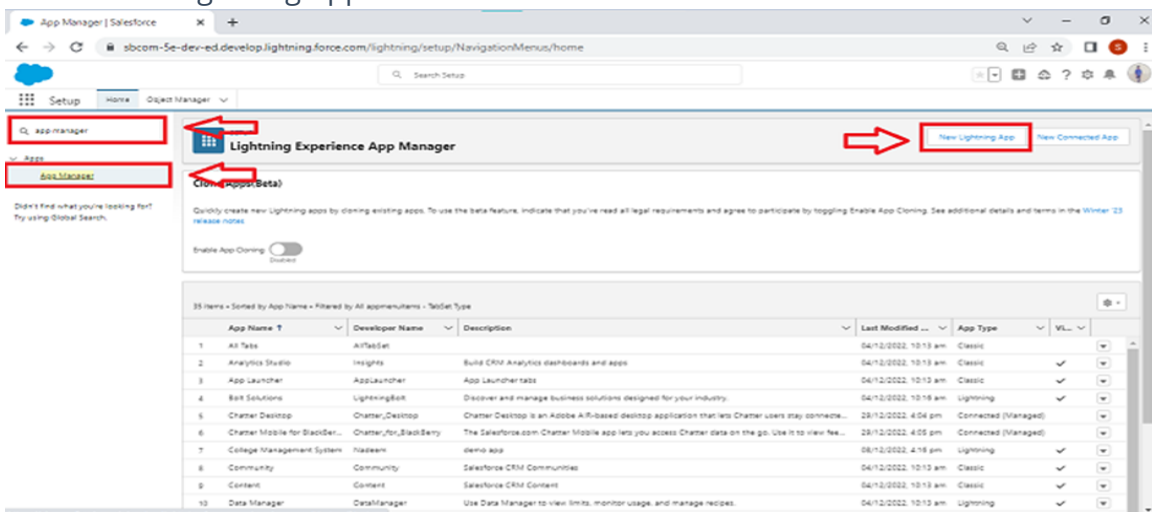 App Manager | Salesforce
sbcom-5e-dev-ed.develop.lightning.force.com/lightning/setup/NavigationMenus/home
S
Search Setup
Setup Home Object Manager
app manager
Apps
App Manager
Didn't find what you're looking for?
Try using Global Search.
Lightning Experience App Manager
New Lightning App New Connected App
Apps(Beta)
Quickly create new Lightning apps by cloning existing apps. To use the beta feature, indicate that you've read all legal requirements and agree to participate by toggling Enable App Cloning. See additional details and terms in the Winter '23
release notes
Enable App Cloning
Disabled
35 items • Sorted by App Name • Filtered by All appmenuitems - TabSet Type
App Name Developer Name Description Last Modified ... App Type Vi...
1 All Tabs AllTabSet 04/12/2022, 10:13 am Classic
2 Analytics Studio Insights Build CRM Analytics dashboards and apps 04/12/2022, 10:13 am Classic
3 App Launcher AppLauncher App Launcher tabs 04/12/2022, 10:13 am Classic
4 Bolt Solutions LightningBolt Discover and manage business solutions designed for your industry. 04/12/2022, 10:16 am Lightning
5 Chatter Desktop Chatter_Desktop Chatter Desktop is an Adobe AIR-based desktop application that lets Chatter users stay connecte... 29/12/2022, 4:04 pm Connected (Managed)
6 Chatter Mobile for BlackBer... Chatter_for_BlackBerry The Salesforce.com Chatter Mobile app lets you access Chatter data on the go. Use it to view fee... 29/12/2022, 4:05 pm Connected (Managed)
7 College Management System Nadeem demo app 08/12/2022, 4:16 pm Lightning
8 Community Community Salesforce CRM Communities 04/12/2022, 10:13 am Classic
9 Content Content Salesforce CRM Content 04/12/2022, 10:13 am Classic
10 Data Manager DataManager Use Data Manager to view limits, monitor usage, and manage recipes. 04/12/2022, 10:13 am Lightning